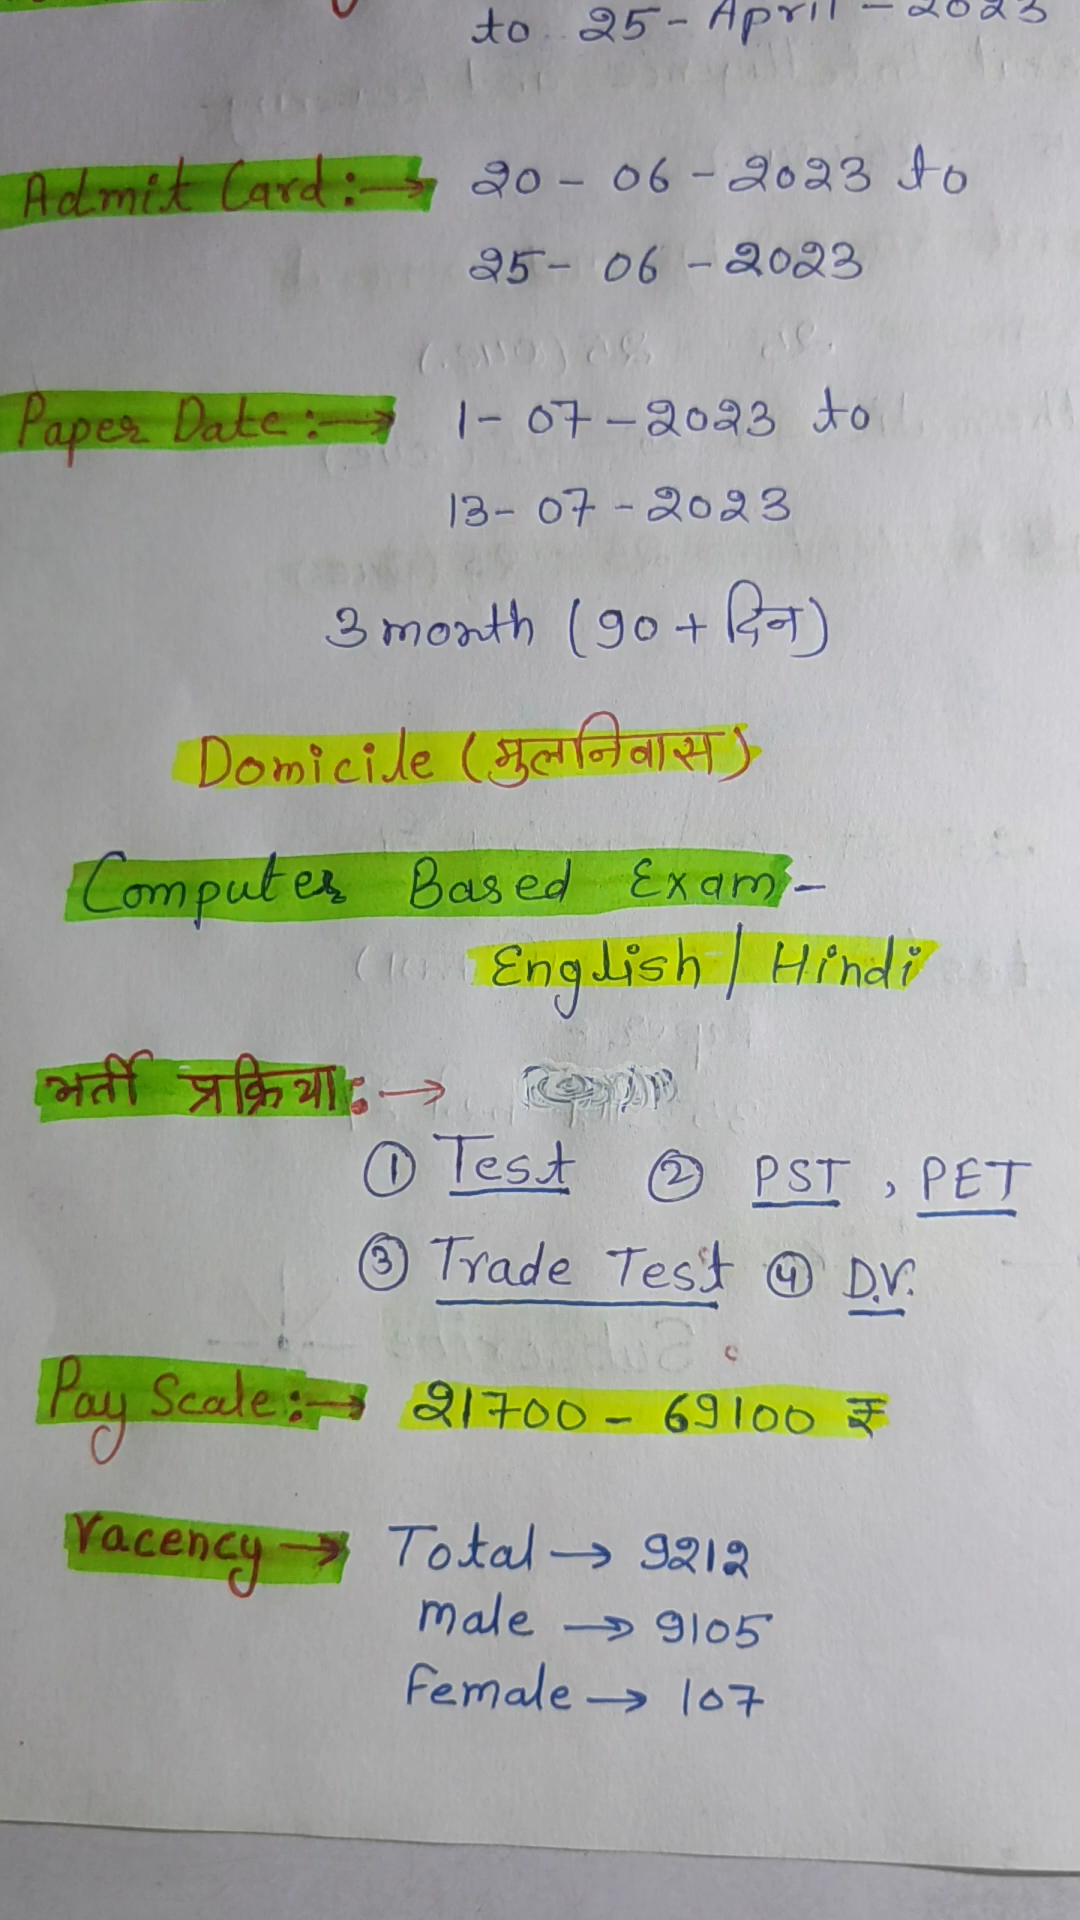 to 25-April-2023
Admit Card:→ 20-06-2023 to
25-06-2023
Paper Date:→ 1-07-2023 to
13-07-2023
3 month (90+ दिन)
Domicile (मुलनिवास)
Computer Based Exam-
English / Hindi
भर्ती प्रक्रिया:→
① Test ② PST, PET
③ Trade Test ④ D.V.
Pay Scale:→ 21700 - 69100 ₹
Vacency → Total → 9212
male → 9105
female → 107